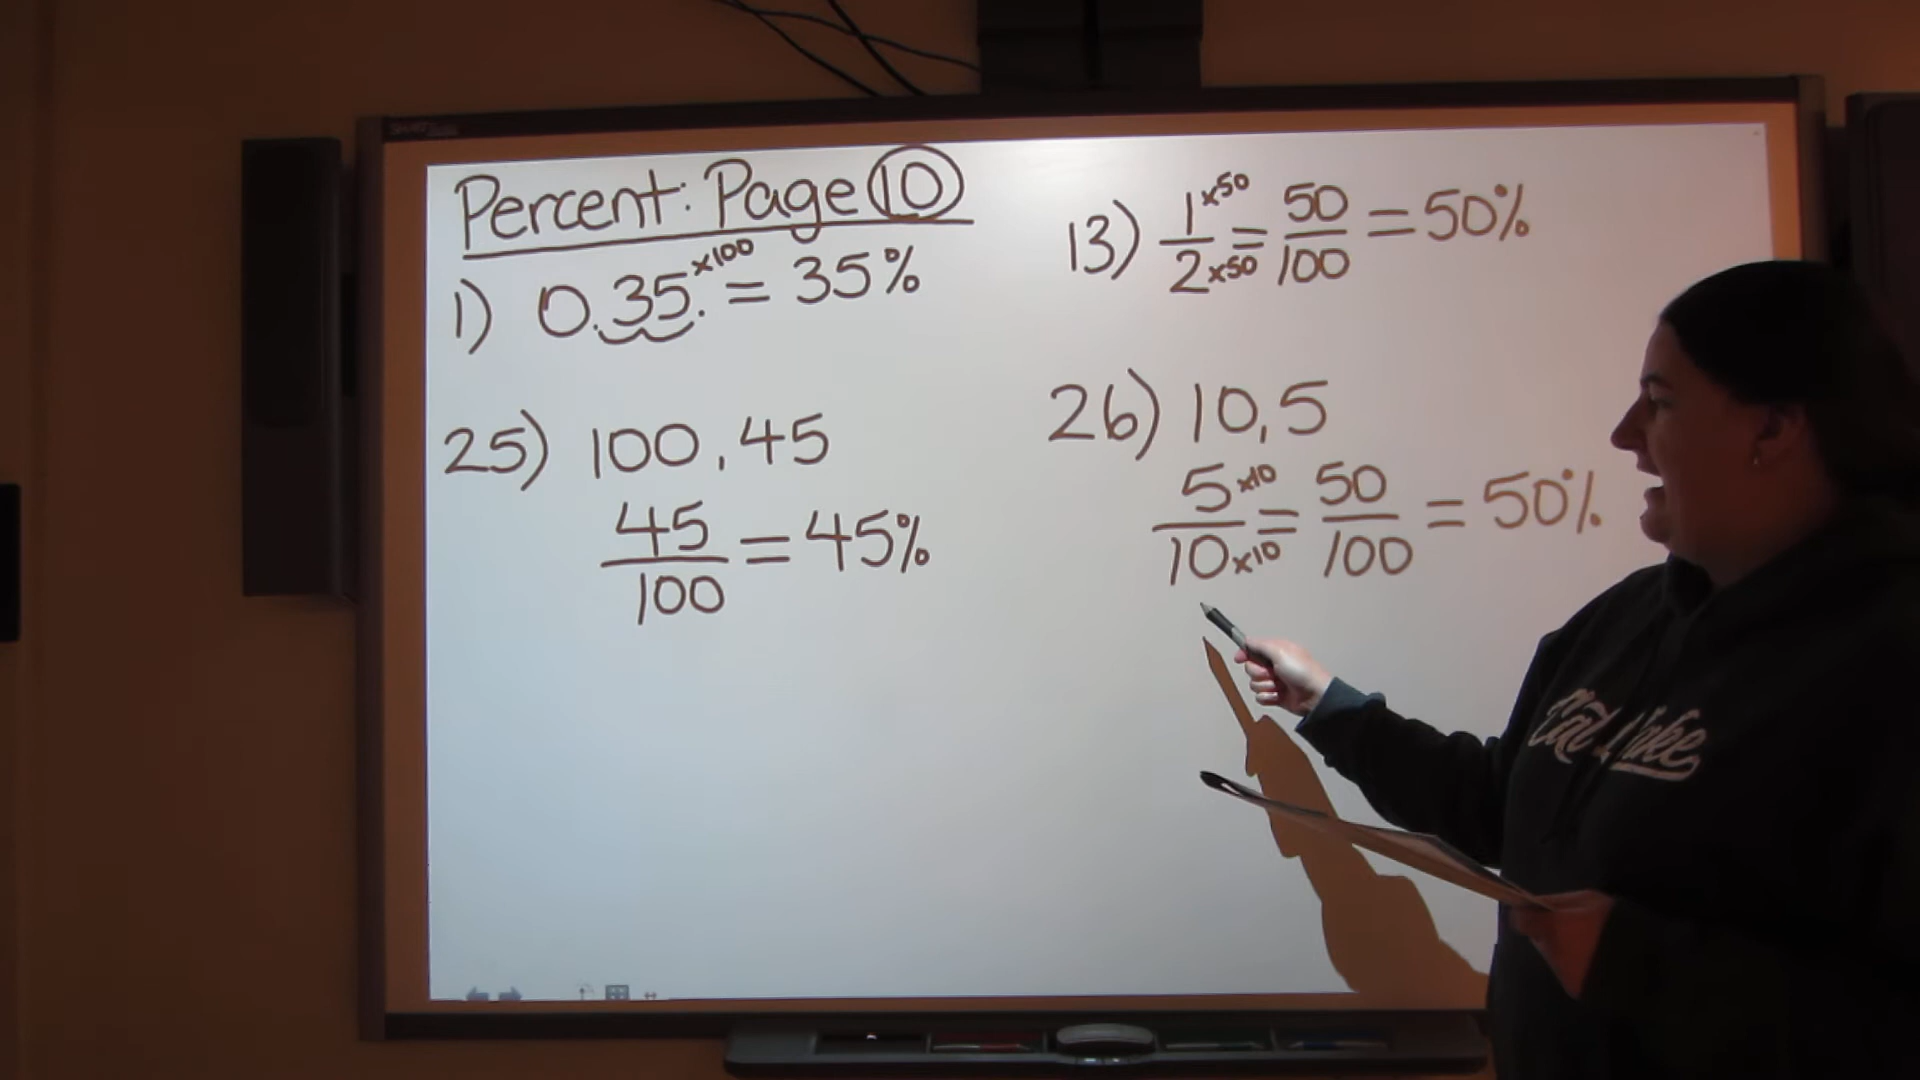 Percent: Page 10
1) 0.35. ×100 = 35%
13) 1/2 ×50 ×50 = 50/100 = 50%
25) 100, 45
45/100 = 45%
26) 10, 5
5/10 ×10 ×10 = 50/100 = 50%